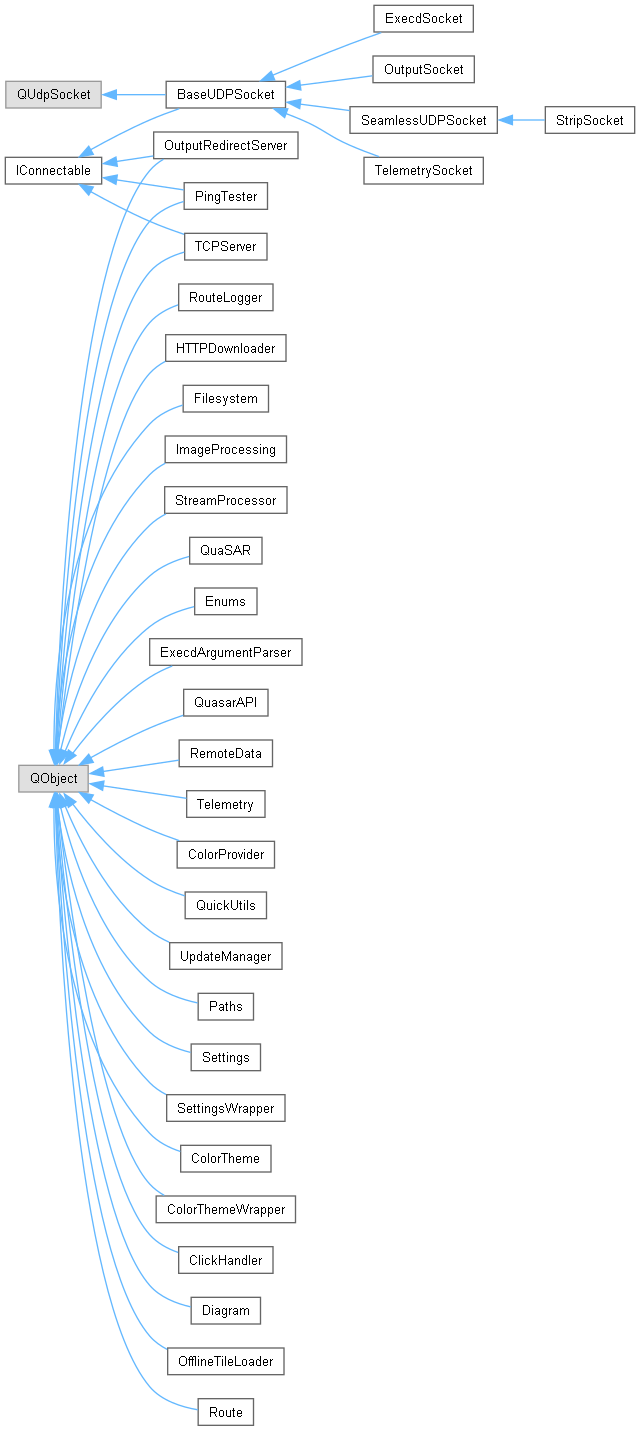 ExecdSocket
OutputSocket
QUdpSocket
BaseUDPSocket
SeamlessUDPSocket
StripSocket
OutputRedirectServer
IConnectable
TelemetrySocket
PingTester
TCPServer
RouteLogger
HTTPDownloader
Filesystem
ImageProcessing
StreamProcessor
QuaSAR
Enums
ExecdArgumentParser
QuasarAPI
RemoteData
QObject
Telemetry
ColorProvider
QuickUtils
UpdateManager
Paths
Settings
SettingsWrapper
ColorTheme
ColorThemeWrapper
ClickHandler
Diagram
OfflineTileLoader
Route